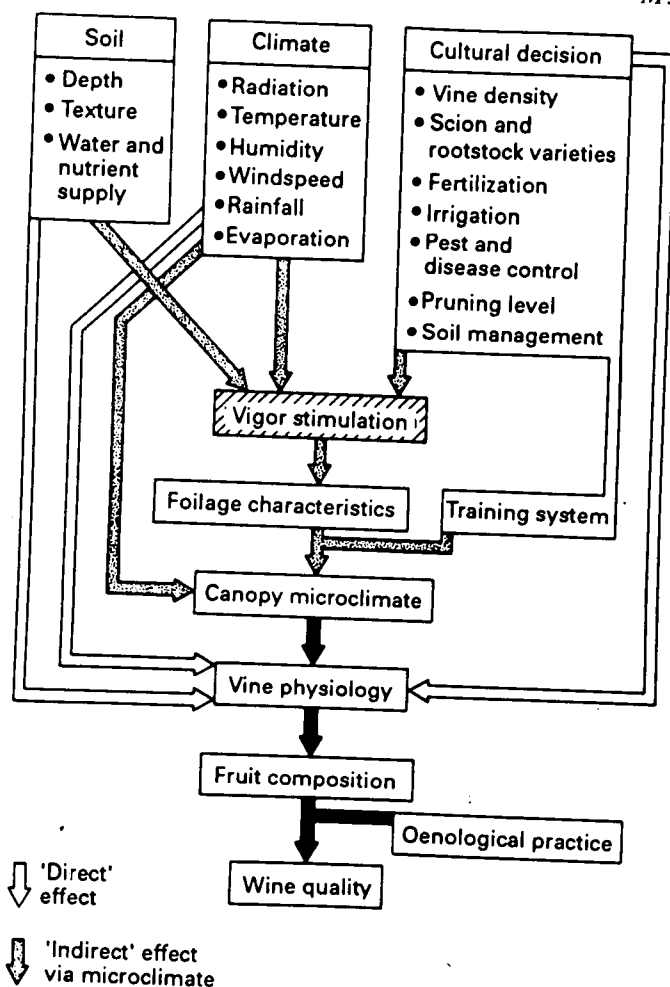 Soil
• Depth
• Texture
• Water and
nutrient
supply
Climate
• Radiation
• Temperature
• Humidity
• Windspeed
• Rainfall
• Evaporation
Cultural decision
• Vine density
• Scion and
rootstock varieties
• Fertilization
• Irrigation
• Pest and
disease control
• Pruning level
• Soil management
Vigor stimulation
Foilage characteristics
Training system
Canopy microclimate
Vine physiology
Fruit composition
Oenological practice
Wine quality
'Direct'
effect
'Indirect' effect
via microclimate